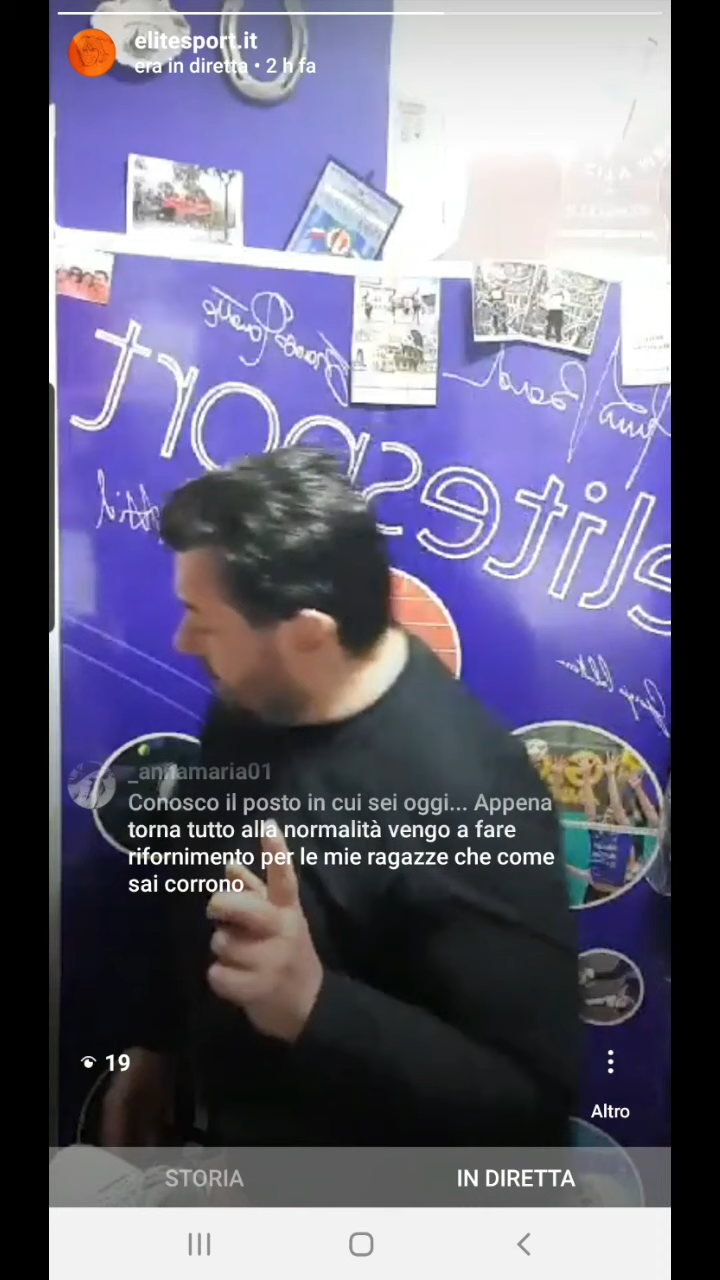 elitesport.it
era in diretta • 2 h fa
elitesport
_annamaria01
Conosco il posto in cui sei oggi... Appena
torna tutto alla normalità vengo a fare
rifornimento per le mie ragazze che come
sai corrono
19
Altro
STORIA
IN DIRETTA